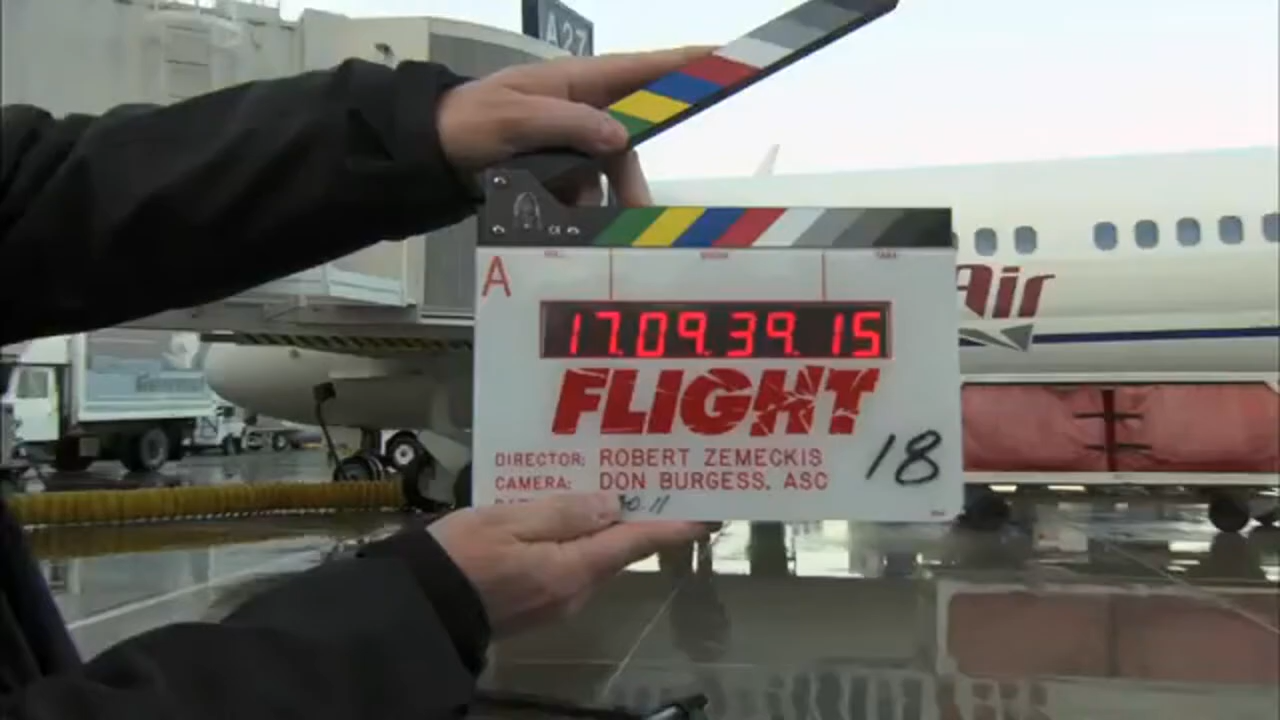 A27
A
17.09.39.15
FLIGHT
Air
DIRECTOR: ROBERT ZEMECKIS
18
CAMERA: DON BURGESS, ASC